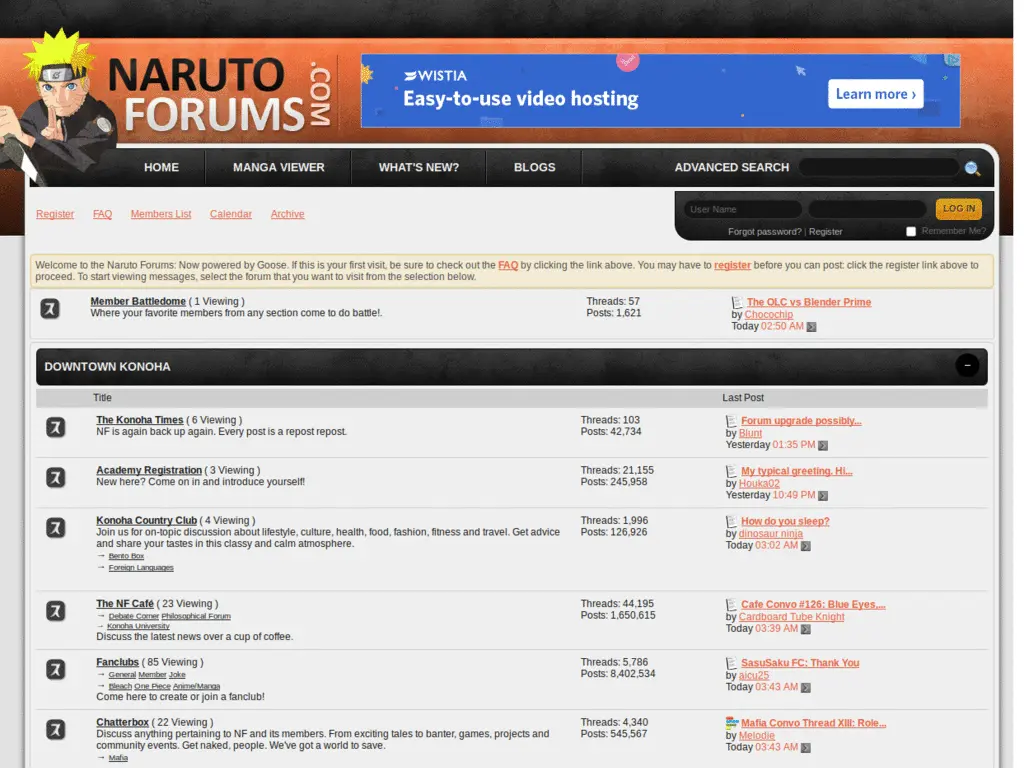 NARUTO
FORUMS
.COM
WISTIA
Easy-to-use video hosting
Learn more ›
HOME
MANGA VIEWER
WHAT'S NEW?
BLOGS
ADVANCED SEARCH
Register FAQ Members List Calendar Archive
User Name
LOG IN
Forgot password? | Register
Remember Me?
Welcome to the Naruto Forums: Now powered by Goose. If this is your first visit, be sure to check out the FAQ by clicking the link above. You may have to register before you can post: click the register link above to
proceed. To start viewing messages, select the forum that you want to visit from the selection below.
Member Battledome ( 1 Viewing )
Where your favorite members from any section come to do battle!.
Threads: 57
Posts: 1,621
The OLC vs Blender Prime
by Chocochip
Today 02:50 AM
DOWNTOWN KONOHA
Title
Last Post
The Konoha Times ( 6 Viewing )
NF is again back up again. Every post is a repost repost.
Threads: 103
Posts: 42,734
Forum upgrade possibly...
by Blunt
Yesterday 01:35 PM
Academy Registration ( 3 Viewing )
New here? Come on in and introduce yourself!
Threads: 21,155
Posts: 245,958
My typical greeting. Hi...
by Houka02
Yesterday 10:49 PM
Konoha Country Club ( 4 Viewing )
Join us for on-topic discussion about lifestyle, culture, health, food, fashion, fitness and travel. Get advice
and share your tastes in this classy and calm atmosphere.
→ Bento Box
→ Foreign Languages
Threads: 1,996
Posts: 126,926
How do you sleep?
by dinosaur ninja
Today 03:02 AM
The NF Café ( 23 Viewing )
→ Debate Corner Philosophical Forum
→ Konoha University
Discuss the latest news over a cup of coffee.
Threads: 44,195
Posts: 1,650,615
Cafe Convo #126: Blue Eyes,...
by Cardboard Tube Knight
Today 03:39 AM
Fanclubs ( 85 Viewing )
→ General Member Joke
→ Bleach One Piece Anime/Manga
Come here to create or join a fanclub!
Threads: 5,786
Posts: 8,402,534
SasuSaku FC: Thank You
by aicu25
Today 03:43 AM
Chatterbox ( 22 Viewing )
Discuss anything pertaining to NF and its members. From exciting tales to banter, games, projects and
community events. Get naked, people. We've got a world to save.
→ Mafia
Threads: 4,340
Posts: 545,567
Mafia Convo Thread XIII: Role...
by Melodie
Today 03:43 AM